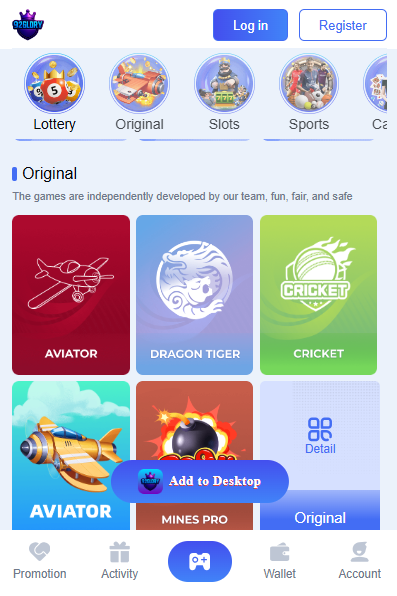 92GLORY
Log in
Register
Lottery
Original
Slots
Sports
Ca
Original
The games are independently developed by our team, fun, fair, and safe
AVIATOR
DRAGON TIGER
CRICKET
CRICKET
AVIATOR
MINES PRO
Detail
Original
92GLORY
Add to Desktop
Promotion
Activity
Wallet
Account